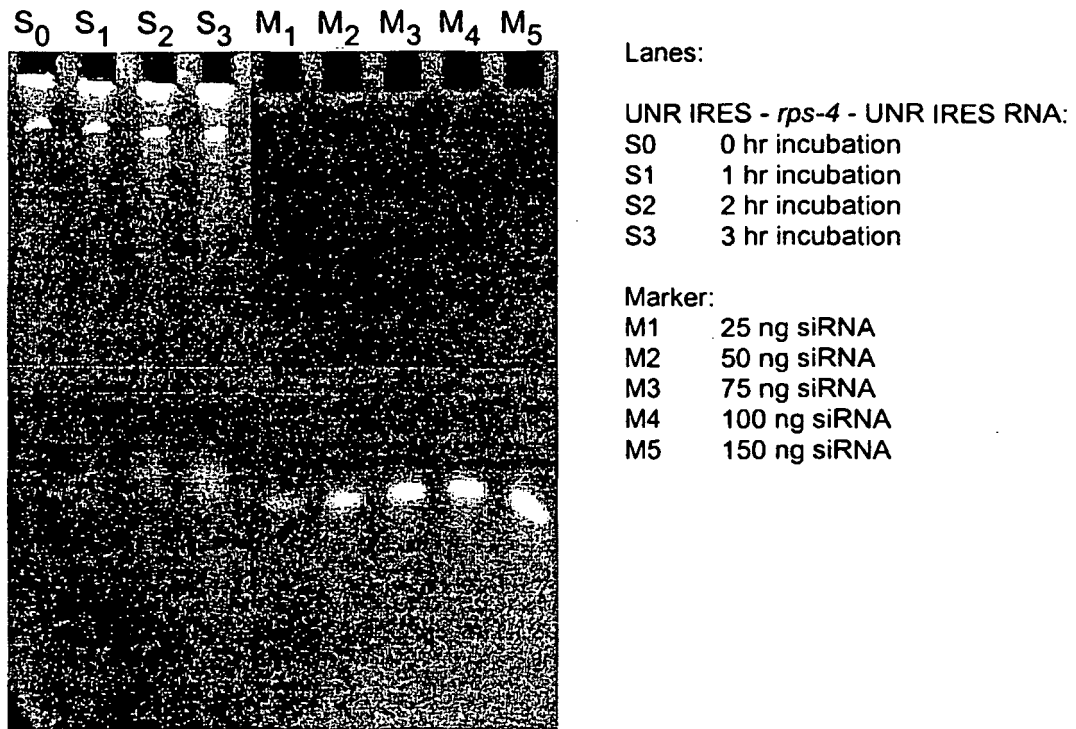 S0 S1 S2 S3 M1 M2 M3 M4 M5
Lanes:
UNR IRES - rps-4 - UNR IRES RNA:
S0 0 hr incubation
S1 1 hr incubation
S2 2 hr incubation
S3 3 hr incubation
Marker:
M1 25 ng siRNA
M2 50 ng siRNA
M3 75 ng siRNA
M4 100 ng siRNA
M5 150 ng siRNA